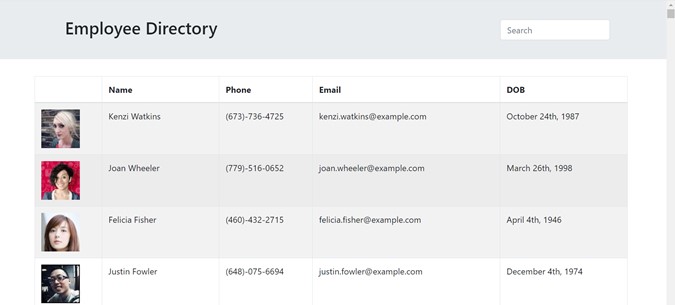 Employee Directory
Search
Name Phone Email DOB
Kenzi Watkins (673)-736-4725 kenzi.watkins@example.com October 24th, 1987
Joan Wheeler (779)-516-0652 joan.wheeler@example.com March 26th, 1998
Felicia Fisher (460)-432-2715 felicia.fisher@example.com April 4th, 1946
Justin Fowler (648)-075-6694 justin.fowler@example.com December 4th, 1974